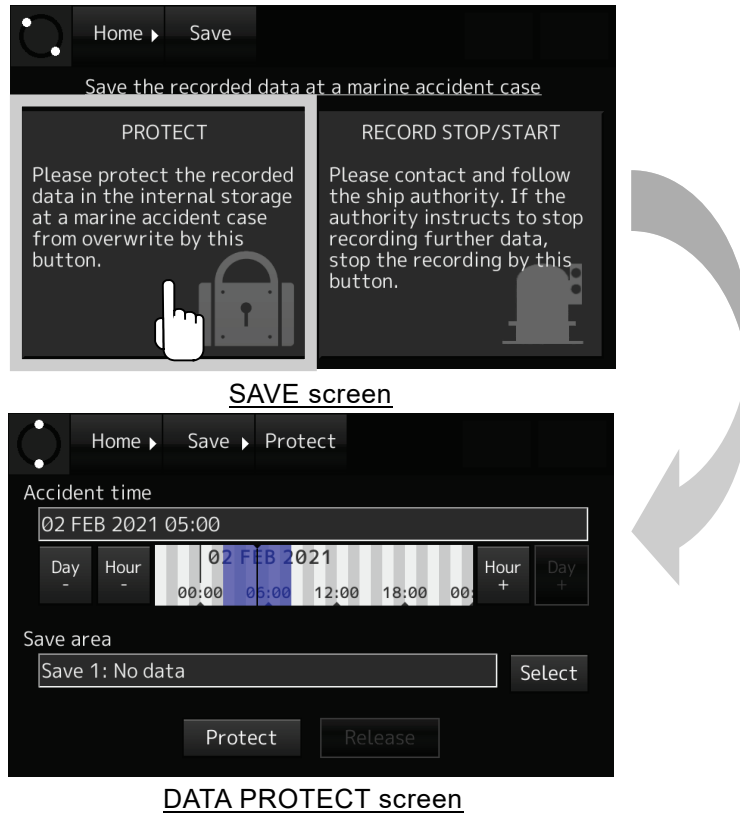 Home ▸ Save
Save the recorded data at a marine accident case
PROTECT
Please protect the recorded
data in the internal storage
at a marine accident case
from overwrite by this
button.
RECORD STOP/START
Please contact and follow
the ship authority. If the
authority instructs to stop
recording further data,
stop the recording by this
button.
SAVE screen
Home ▸ Save ▸ Protect
Accident time
02 FEB 2021 05:00
Day -
Hour -
02 FEB 2021
00:00 06:00 12:00 18:00 00:
Hour +
Day +
Save area
Save 1: No data
Select
Protect
Release
DATA PROTECT screen